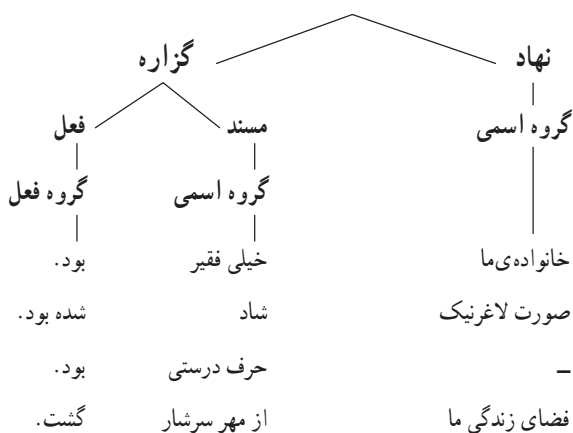 نهاد گزاره
گروه اسمی مسند فعل
گروه اسمی گروه فعل
خانواده‌ی‌ما خیلی فقیر بود.
صورت لاغرنیک شاد شده بود.
ــ حرف درستی بود.
فضای زندگی ما از مهر سرشار گشت.